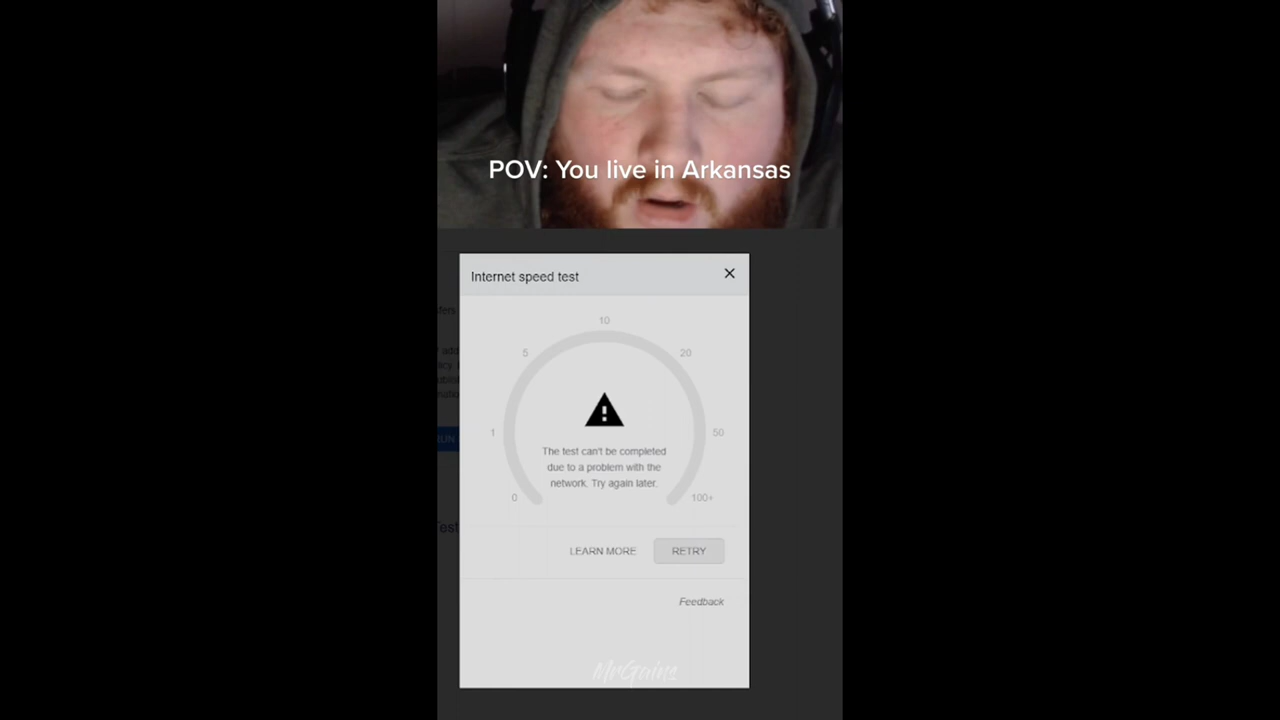 POV: You live in Arkansas
Internet speed test
10
5
20
1
50
The test can't be completed
due to a problem with the
network. Try again later.
0
100+
LEARN MORE
RETRY
Feedback
MrGains